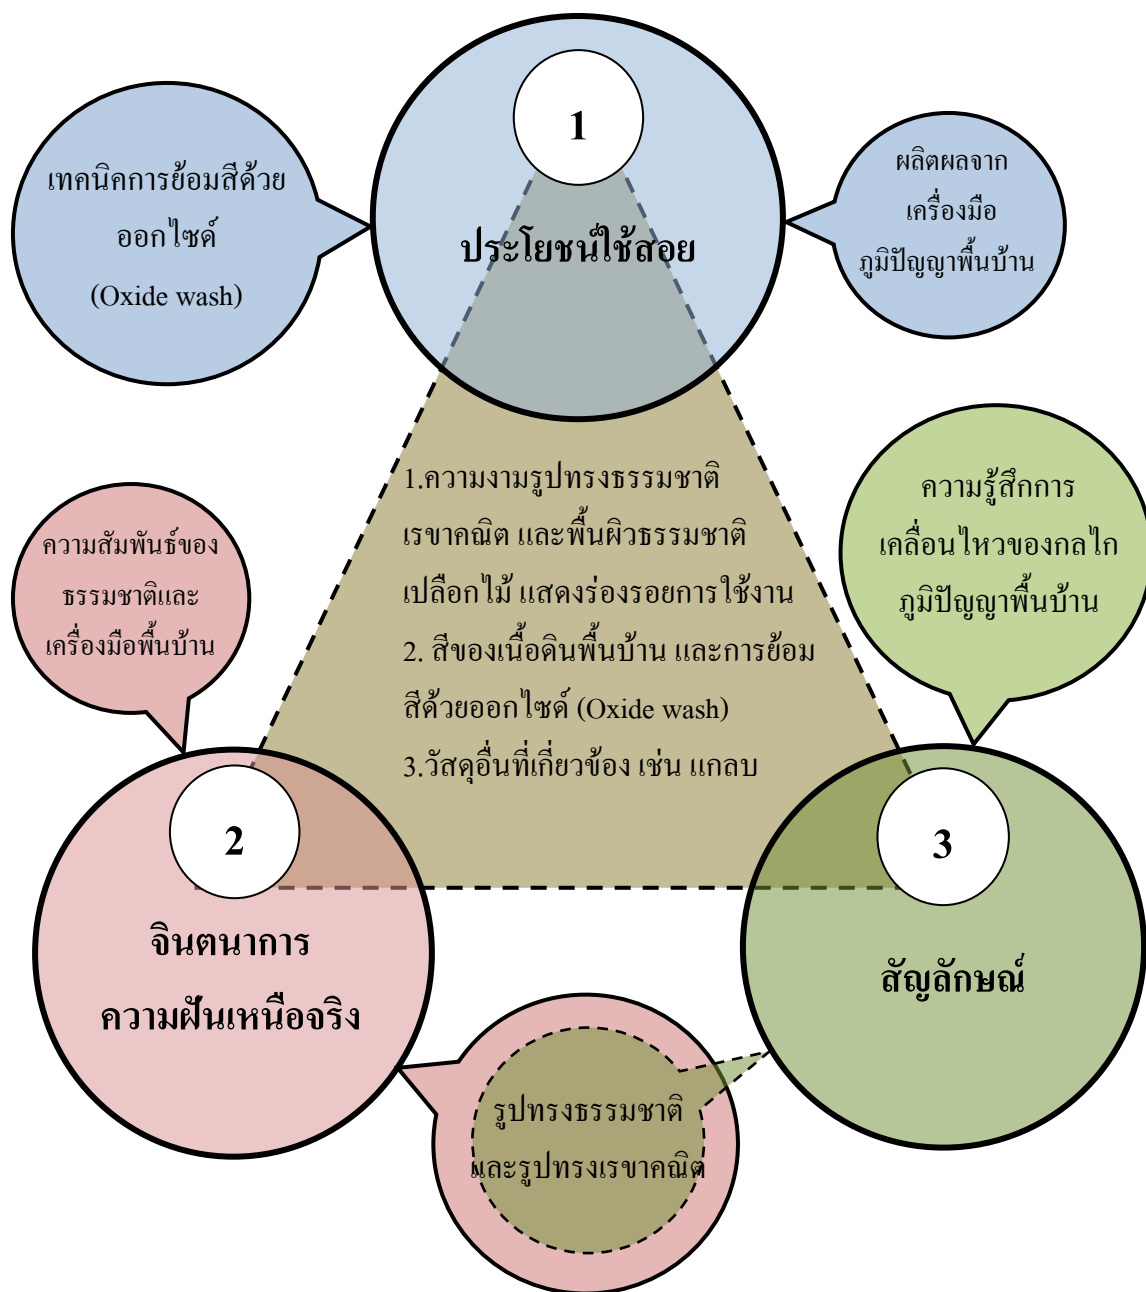 1
ประโยชน์ใช้สอย
เทคนิคการย้อมสีด้วย
ออกไซด์
(Oxide wash)
ผลิตผลจาก
เครื่องมือ
ภูมิปัญญาพื้นบ้าน
1.ความงามรูปทรงธรรมชาติ
เรขาคณิต และพื้นผิวธรรมชาติ
เปลือกไม้ แสดงร่องรอยการใช้งาน
2. สีของเนื้อดินพื้นบ้าน และการย้อม
สีด้วยออกไซด์ (Oxide wash)
3.วัสดุอื่นที่เกี่ยวข้อง เช่น แกลบ
ความสัมพันธ์ของ
ธรรมชาติและ
เครื่องมือพื้นบ้าน
ความรู้สึกการ
เคลื่อนไหวของกลไก
ภูมิปัญญาพื้นบ้าน
2
จินตนาการ
ความฝันเหนือจริง
3
สัญลักษณ์
รูปทรงธรรมชาติ
และรูปทรงเรขาคณิต